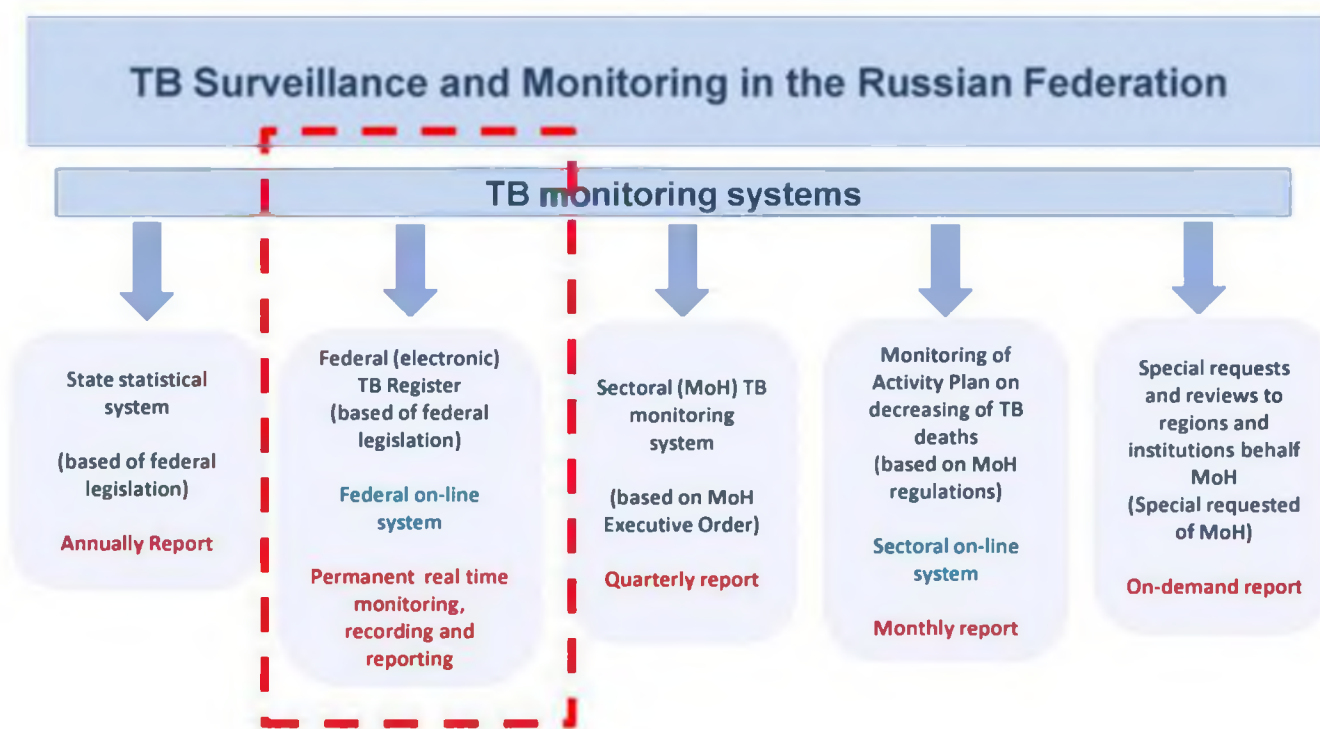 TB Surveillance and Monitoring in the Russian Federation
TB monitoring systems
State statistical
system
(based of federal
legislation)
Annually Report
Federal (electronic)
TB Register
(based of federal
legislation)
Federal on-line
system
Permanent real time
monitoring,
recording and
reporting
Sectoral (MoH) TB
monitoring
system
(based on MoH
Executive Order)
Quarterly report
Monitoring of
Activity Plan on
decreasing of TB
deaths
(based on MoH
regulations)
Sectoral on-line
system
Monthly report
Special requests
and reviews to
regions and
institutions behalf
MoH
(Special requested
of MoH)
On-demand report